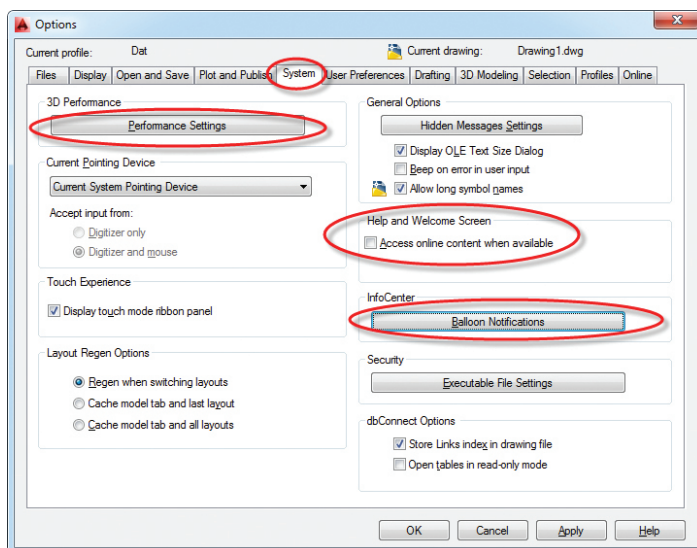 Options
Current profile: Dat Current drawing: Drawing1.dwg
Files Display Open and Save Plot and Publish System User Preferences Drafting 3D Modeling Selection Profiles Online
3D Performance
Performance Settings
Current Pointing Device
Current System Pointing Device
Accept input from:
Digitizer only
Digitizer and mouse
Touch Experience
Display touch mode ribbon panel
Layout Regen Options
Regen when switching layouts
Cache model tab and last layout
Cache model tab and all layouts
General Options
Hidden Messages Settings
Display OLE Text Size Dialog
Beep on error in user input
Allow long symbol names
Help and Welcome Screen
Access online content when available
InfoCenter
Balloon Notifications
Security
Executable File Settings
dbConnect Options
Store Links index in drawing file
Open tables in read-only mode
OK Cancel Apply Help